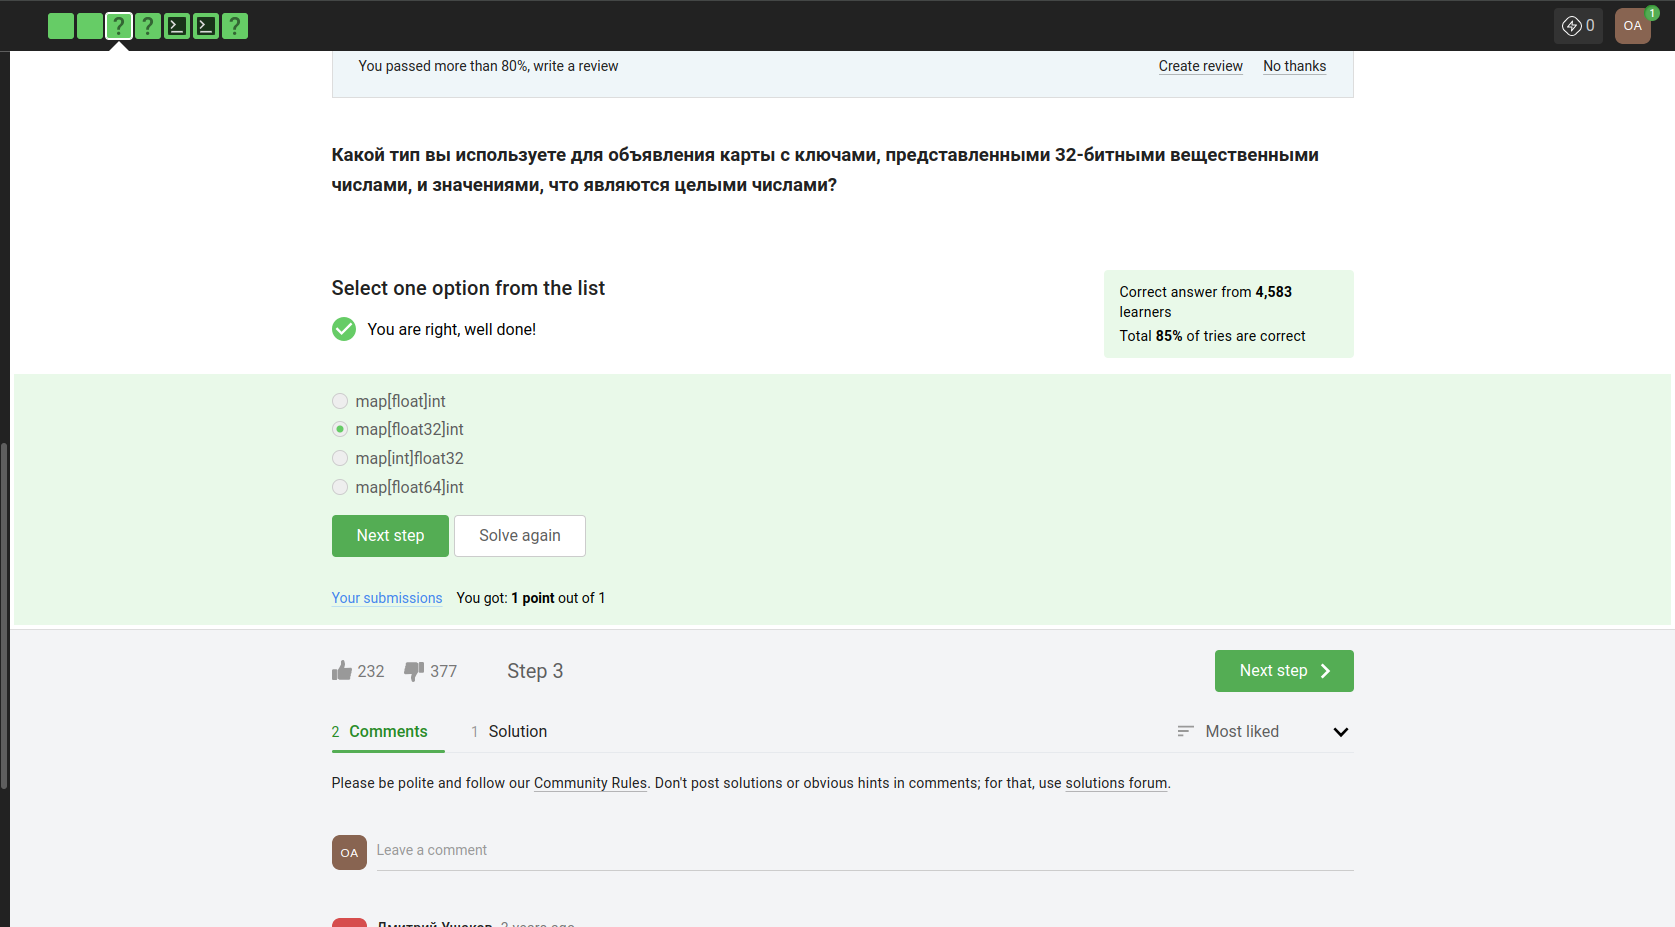 0
OA
1
You passed more than 80%, write a review
Create review
No thanks
Какой тип вы используете для объявления карты с ключами, представленными 32-битными вещественными
числами, и значениями, что являются целыми числами?
Select one option from the list
You are right, well done!
Correct answer from 4,583
learners
Total 85% of tries are correct
map[float]int
map[float32]int
map[int]float32
map[float64]int
Next step
Solve again
Your submissions
You got: 1 point out of 1
232
377
Step 3
Next step
2 Comments
1 Solution
Most liked
Please be polite and follow our Community Rules. Don't post solutions or obvious hints in comments; for that, use solutions forum.
OA
Leave a comment
Дмитрий Ушаков